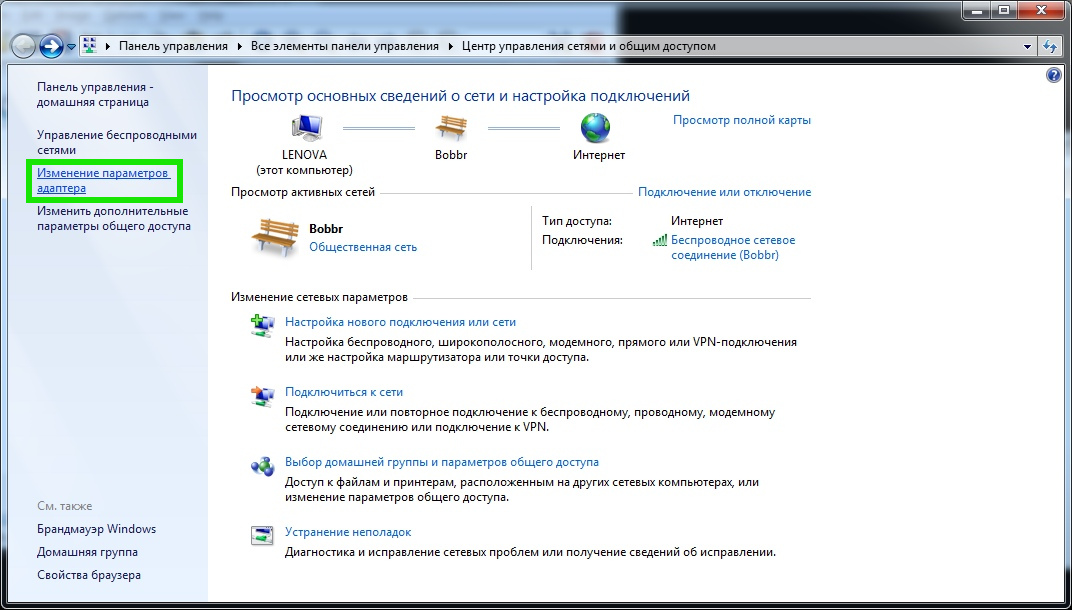 Панель управления
Все элементы панели управления
Центр управления сетями и общим доступом
Панель управления -
домашняя страница
Управление беспроводными
сетями
Изменение параметров
адаптера
Изменить дополнительные
параметры общего доступа
См. также
Брандмауэр Windows
Домашняя группа
Свойства браузера
Просмотр основных сведений о сети и настройка подключений
Просмотр полной карты
LENOVA
(этот компьютер)
Bobbr
Интернет
Просмотр активных сетей
Подключение или отключение
Bobbr
Общественная сеть
Тип доступа: Интернет
Подключения: Беспроводное сетевое
соединение (Bobbr)
Изменение сетевых параметров
Настройка нового подключения или сети
Настройка беспроводного, широкополосного, модемного, прямого или VPN-подключения
или же настройка маршрутизатора или точки доступа.
Подключиться к сети
Подключение или повторное подключение к беспроводному, проводному, модемному
сетевому соединению или подключение к VPN.
Выбор домашней группы и параметров общего доступа
Доступ к файлам и принтерам, расположенным на других сетевых компьютерах, или
изменение параметров общего доступа.
Устранение неполадок
Диагностика и исправление сетевых проблем или получение сведений об исправлении.